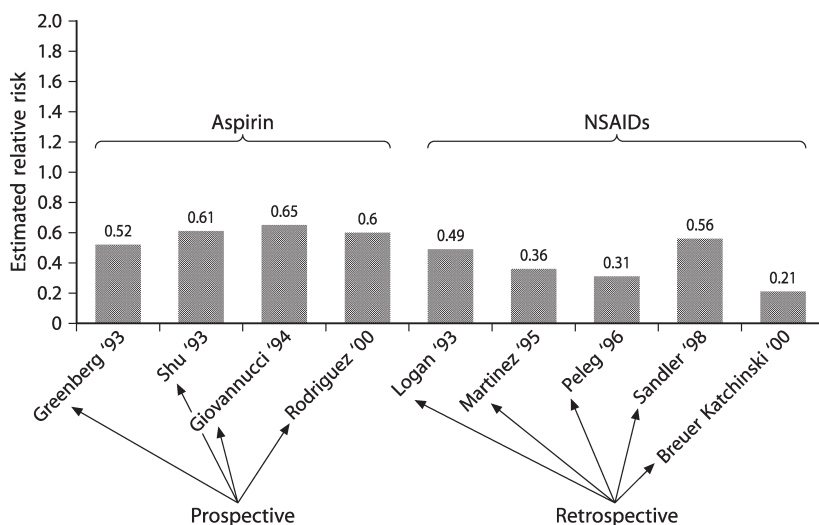 2.0
1.8
1.6
1.4
1.2
1.0
0.8
0.6
0.4
0.2
0
Estimated relative risk
Aspirin
NSAIDs
0.52
0.61
0.65
0.6
0.49
0.36
0.31
0.56
0.21
Greenberg '93
Shu '93
Giovannucci '94
Rodriguez '00
Logan '93
Martinez '95
Peleg '96
Sandler '98
Breuer Katchinski '00
Prospective
Retrospective